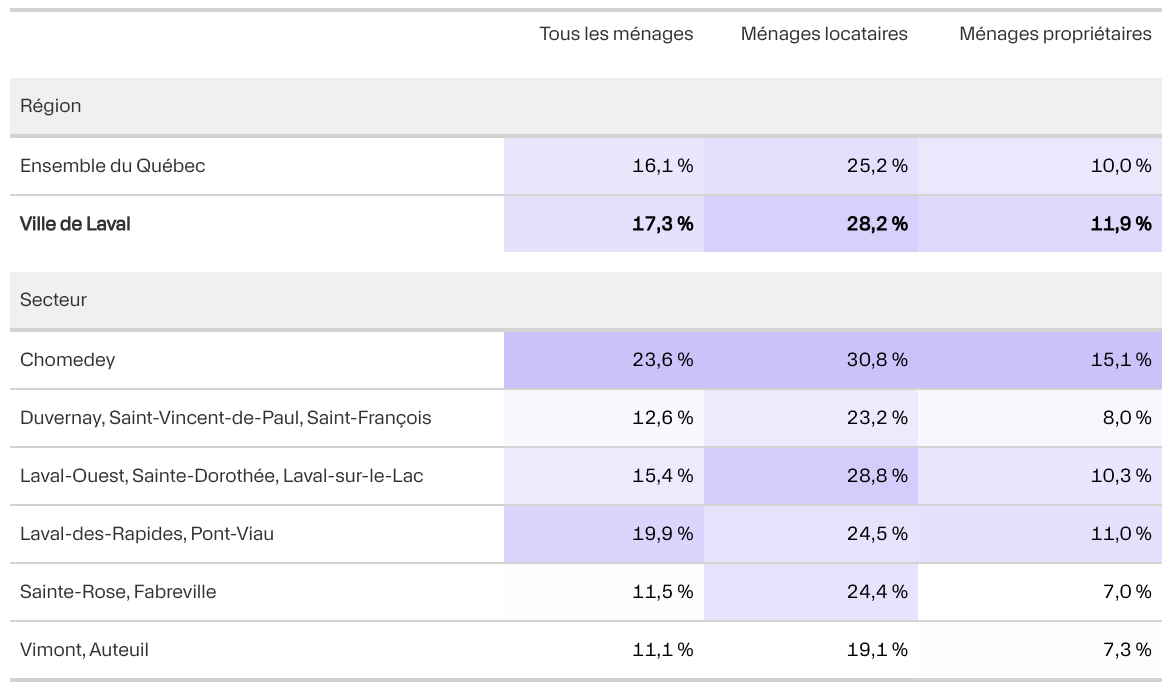 Tous les ménages Ménages locataires Ménages propriétaires
Région
Ensemble du Québec 16,1 % 25,2 % 10,0 %
Ville de Laval 17,3 % 28,2 % 11,9 %
Secteur
Chomedey 23,6 % 30,8 % 15,1 %
Duvernay, Saint-Vincent-de-Paul, Saint-François 12,6 % 23,2 % 8,0 %
Laval-Ouest, Sainte-Dorothée, Laval-sur-le-Lac 15,4 % 28,8 % 10,3 %
Laval-des-Rapides, Pont-Viau 19,9 % 24,5 % 11,0 %
Sainte-Rose, Fabreville 11,5 % 24,4 % 7,0 %
Vimont, Auteuil 11,1 % 19,1 % 7,3 %